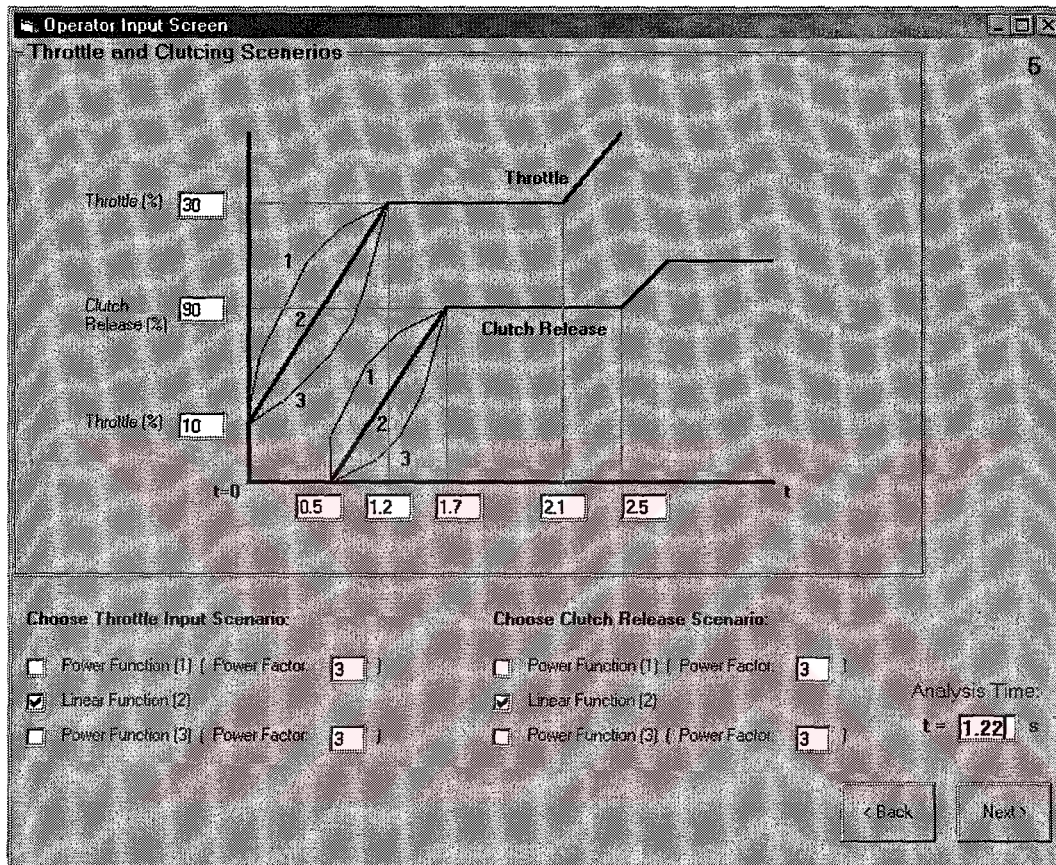 Operator Input Screen
Throttle and Clutcing Scenerios
5
Throttle
Throttle (%) 30
1
Clutch
Release (%) 90
2
Clutch Release
1
3
Throttle (%) 10
2
3
t=0
t
0.5 1.2 1.7 2.1 2.5
Choose Throttle Input Scenario:
Choose Clutch Release Scenario:
Power Function (1) ( Power Factor: 3 )
Power Function (1) ( Power Factor: 3 )
Linear Function (2)
Linear Function (2)
Analysis Time:
Power Function (3) ( Power Factor: 3 )
Power Function (3) ( Power Factor: 3 )
t = 1.22 s
< Back
Next >